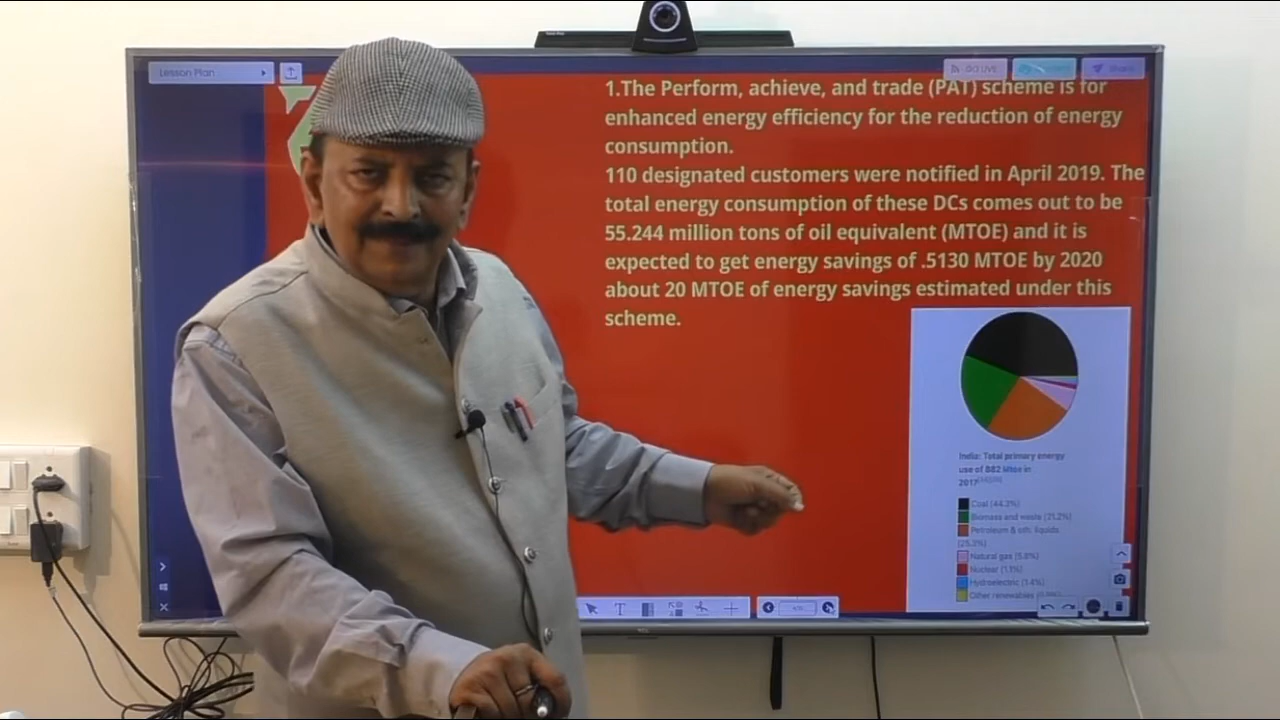 Lesson Plan
GO LIVE
Share
1.The Perform, achieve, and trade (PAT) scheme is for
enhanced energy efficiency for the reduction of energy
consumption.
110 designated customers were notified in April 2019. The
total energy consumption of these DCs comes out to be
55.244 million tons of oil equivalent (MTOE) and it is
expected to get energy savings of .5130 MTOE by 2020
about 20 MTOE of energy savings estimated under this
scheme.
India: Total primary energy
use of 882 Mtoe in
2017
Coal (44.3%)
Biomass and waste (21.2%)
Petroleum & oth. liquids
(25.3%)
Natural gas (5.8%)
Nuclear (1.1%)
Hydroelectric (1.4%)
Other renewables